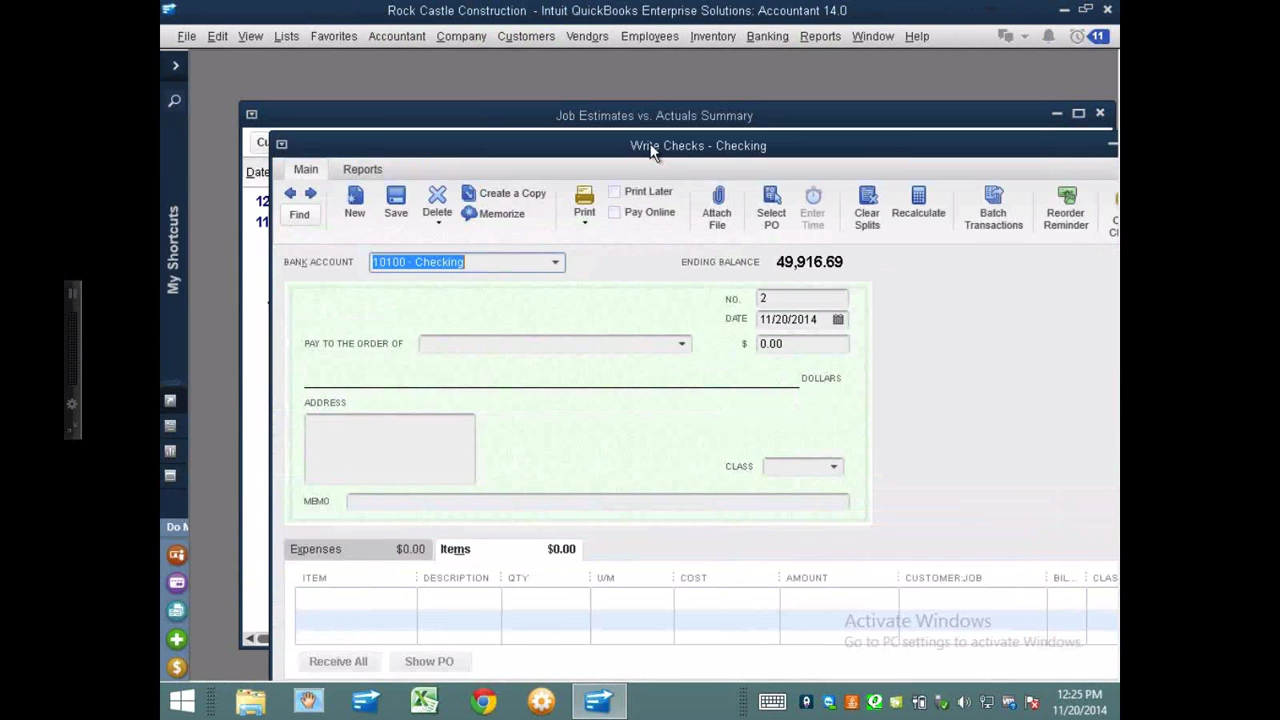 Rock Castle Construction - Intuit QuickBooks Enterprise Solutions: Accountant 14.0
File Edit View Lists Favorites Accountant Company Customers Vendors Employees Inventory Banking Reports Window Help 11
Job Estimates vs. Actuals Summary
Write Checks - Checking
Main Reports
Date
12
11
My Shortcuts
Find
New
Save
Delete
Create a Copy
Memorize
Print
Print Later
Pay Online
Attach File
Select PO
Enter Time
Clear Splits
Recalculate
Batch Transactions
Reorder Reminder
BANK ACCOUNT 10100 · Checking ENDING BALANCE 49,916.69
NO. 2
DATE 11/20/2014
PAY TO THE ORDER OF $ 0.00
DOLLARS
ADDRESS
CLASS
MEMO
Do M
Expenses $0.00 Items $0.00
ITEM DESCRIPTION QTY U/M COST AMOUNT CUSTOMER:JOB BIL... CLAS
Activate Windows
Go to PC settings to activate Windows.
Receive All Show PO
12:25 PM
11/20/2014